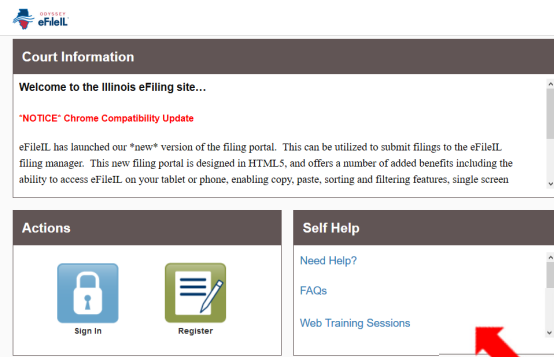 ODYSSEY
eFileIL
Court Information
Welcome to the Illinois eFiling site…
*NOTICE* Chrome Compatibility Update
eFileIL has launched our *new* version of the filing portal. This can be utilized to submit filings to the eFileIL
filing manager. This new filing portal is designed in HTML5, and offers a number of added benefits including the
ability to access eFileIL on your tablet or phone, enabling copy, paste, sorting and filtering features, single screen
Actions
Sign In
Register
Self Help
Need Help?
FAQs
Web Training Sessions